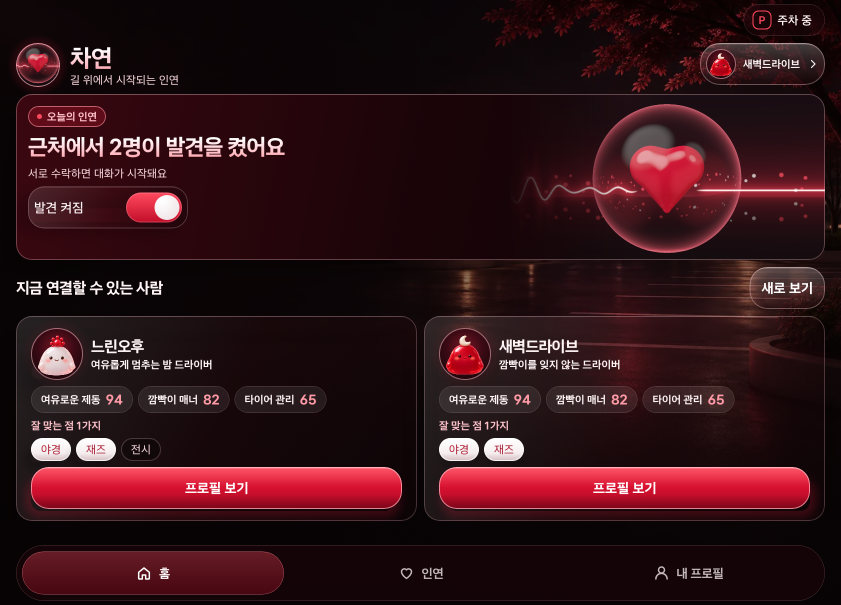 P 주차 중
차연
길 위에서 시작되는 인연
새벽드라이브
오늘의 인연
근처에서 2명이 발견을 켰어요
서로 수락하면 대화가 시작돼요
발견 켜짐
지금 연결할 수 있는 사람
새로 보기
느린오후
여유롭게 멈추는 밤 드라이버
여유로운 제동 94 깜빡이 매너 82 타이어 관리 65
잘 맞는 점 1가지
야경 재즈 전시
프로필 보기
새벽드라이브
깜빡이를 잊지 않는 드라이버
여유로운 제동 94 깜빡이 매너 82 타이어 관리 65
잘 맞는 점 1가지
야경 재즈
프로필 보기
홈 인연 내 프로필